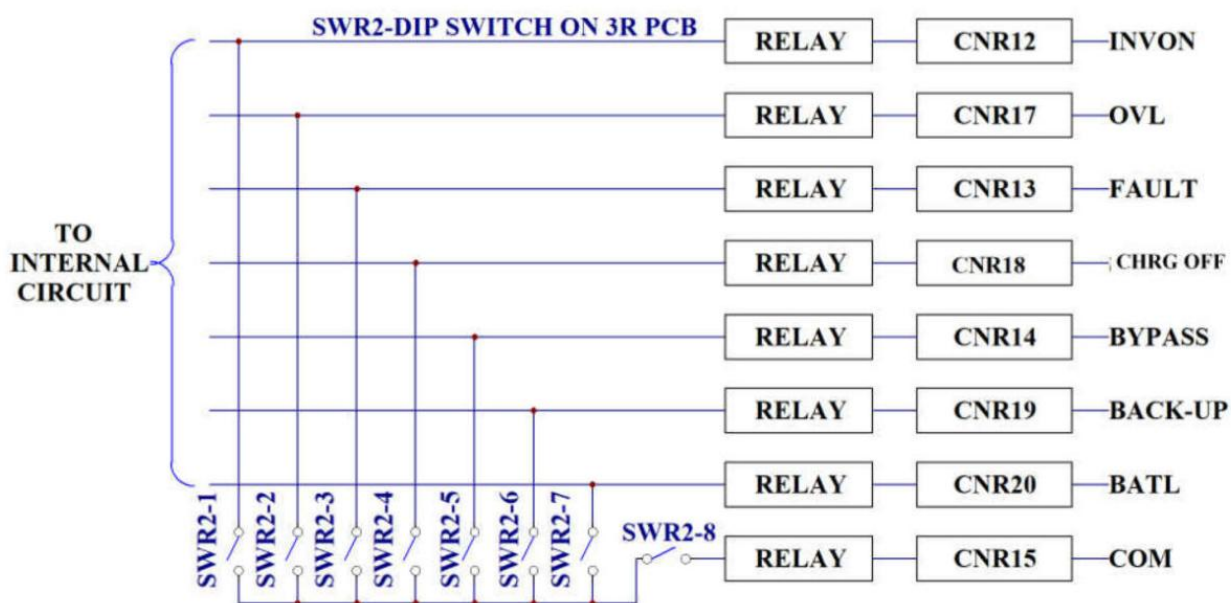 SWR2-DIP SWITCH ON 3R PCB
RELAY CNR12 INVON
RELAY CNR17 OVL
RELAY CNR13 FAULT
TO
INTERNAL
CIRCUIT
RELAY CNR18 CHRG OFF
RELAY CNR14 BYPASS
RELAY CNR19 BACK-UP
RELAY CNR20 BATL
SWR2-1
SWR2-2
SWR2-3
SWR2-4
SWR2-5
SWR2-6
SWR2-7
SWR2-8
RELAY CNR15 COM